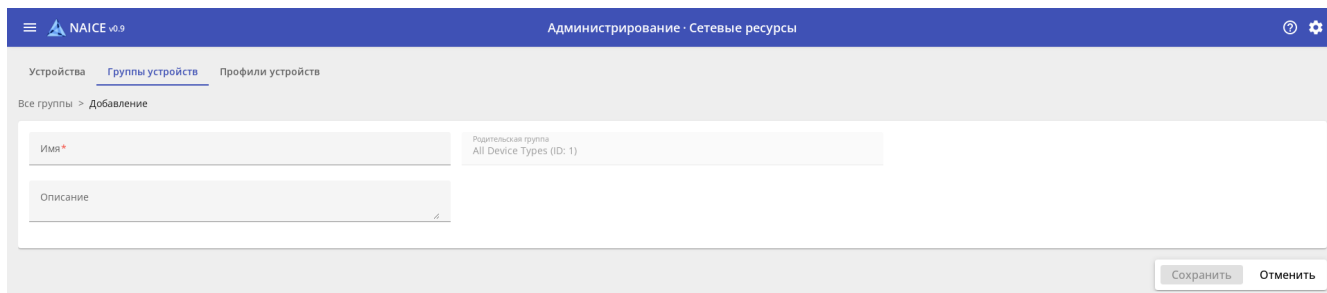 NAICE v0.9
Администрирование · Сетевые ресурсы
Устройства Группы устройств Профили устройств
Все группы > Добавление
Имя*
Родительская группа
All Device Types (ID: 1)
Описание
Сохранить Отменить